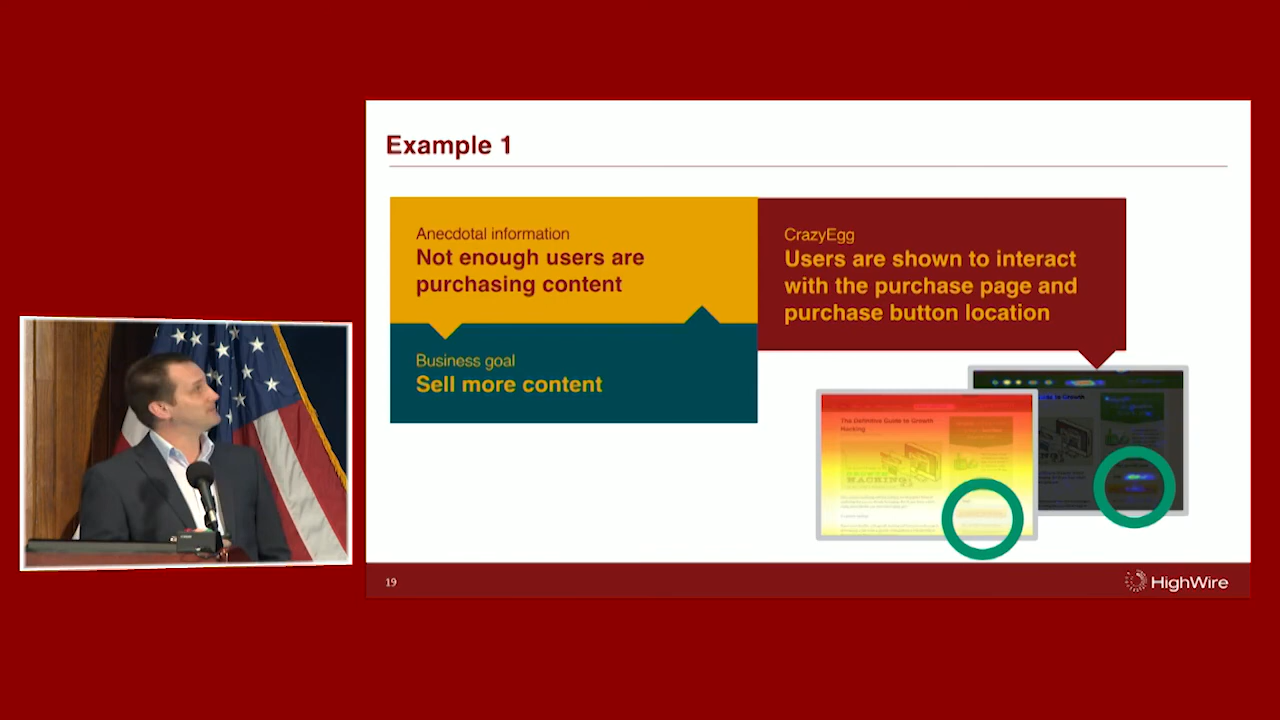 Example 1
Anecdotal information
Not enough users are
purchasing content
Business goal
Sell more content
CrazyEgg
Users are shown to interact
with the purchase page and
purchase button location
The Definitive Guide to Growth
Hacking
19
HighWire